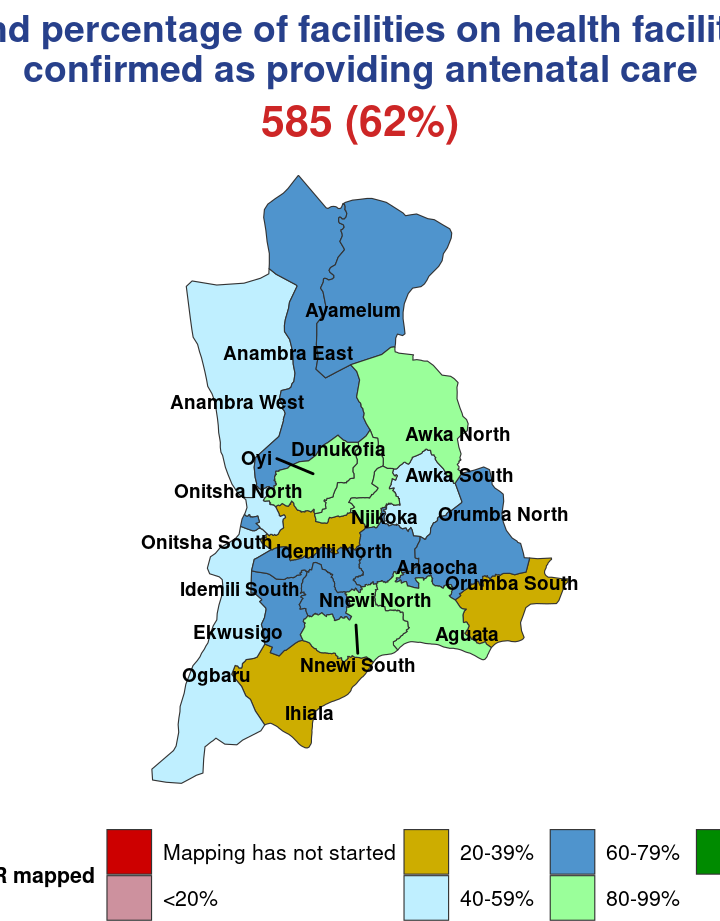 nd percentage of facilities on health facilit
confirmed as providing antenatal care
585 (62%)
Ayamelum
Anambra East
Anambra West
Awka North
Dunukofia
Oyi
Awka South
Onitsha North
Orumba North
Njikoka
Onitsha South
Idemili North
Anaocha
Orumba South
Idemili South
Nnewi North
Ekwusigo
Aguata
Nnewi South
Ogbaru
Ihiala
R mapped
Mapping has not started
20-39%
60-79%
<20%
40-59%
80-99%